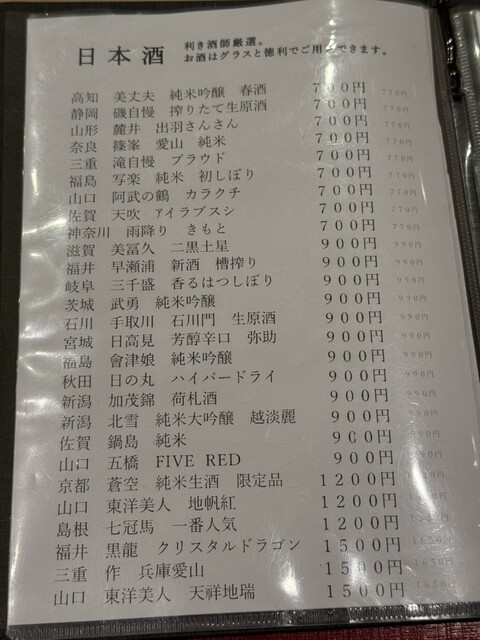 日本酒
利き酒師厳選。
お酒はグラスと徳利でご用意できます。
高知 美丈夫 純米吟醸 春酒 700円 770円
静岡 磯自慢 搾りたて生原酒 700円 770円
山形 麓井 出羽さんさん 700円 770円
奈良 篠峯 愛山 純米 700円 770円
三重 滝自慢 プラウド 700円 770円
福島 写楽 純米 初しぼり 700円 770円
山口 阿武の鶴 カラクチ 700円 770円
佐賀 天吹 アイラブスシ 700円 770円
神奈川 雨降り きもと 700円 770円
滋賀 美冨久 二黒土星 900円 990円
福井 早瀬浦 新酒 槽搾り 900円 990円
岐阜 三千盛 香るはつしぼり 900円 990円
茨城 武勇 純米吟醸 900円 990円
石川 手取川 石川門 生原酒 900円 990円
宮城 日高見 芳醇辛口 弥助 900円 990円
福島 會津娘 純米吟醸 900円 990円
秋田 日の丸 ハイパードライ 900円 990円
新潟 加茂錦 荷札酒 900円 990円
新潟 北雪 純米大吟醸 越淡麗 900円 990円
佐賀 鍋島 純米 900円
山口 五橋 FIVE RED 900円
京都 蒼空 純米生酒 限定品 1200円
山口 東洋美人 地帆紅 1200円
島根 七冠馬 一番人気 1200円
福井 黒龍 クリスタルドラゴン 1500円 1650円
三重 作 兵庫愛山 1500円 1650円
山口 東洋美人 天祥地瑞 1500円 1650円